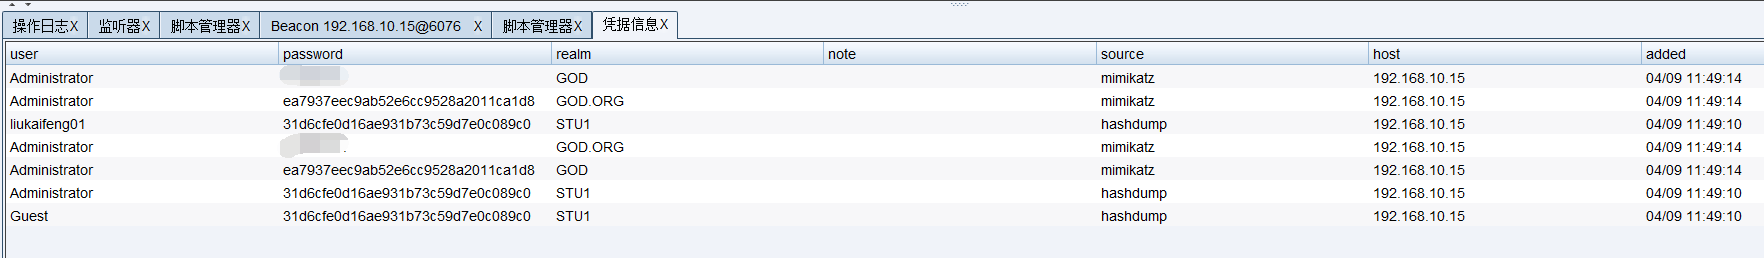 操作日志X 监听器X 脚本管理器X Beacon 192.168.10.15@6076 X 脚本管理器X 凭据信息X
user password realm note source host added
Administrator GOD mimikatz 192.168.10.15 04/09 11:49:14
Administrator ea7937eec9ab52e6cc9528a2011ca1d8 GOD.ORG mimikatz 192.168.10.15 04/09 11:49:14
liukaifeng01 31d6cfe0d16ae931b73c59d7e0c089c0 STU1 hashdump 192.168.10.15 04/09 11:49:10
Administrator GOD.ORG mimikatz 192.168.10.15 04/09 11:49:14
Administrator ea7937eec9ab52e6cc9528a2011ca1d8 GOD mimikatz 192.168.10.15 04/09 11:49:14
Administrator 31d6cfe0d16ae931b73c59d7e0c089c0 STU1 hashdump 192.168.10.15 04/09 11:49:10
Guest 31d6cfe0d16ae931b73c59d7e0c089c0 STU1 hashdump 192.168.10.15 04/09 11:49:10